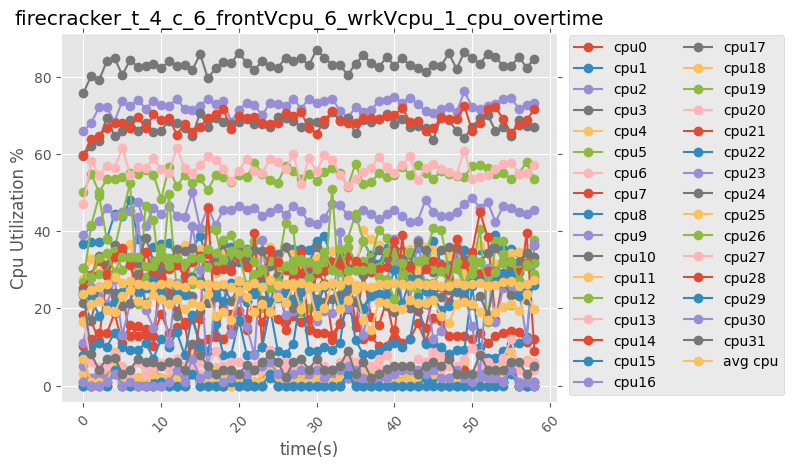 firecracker_t_4_c_6_frontVcpu_6_wrkVcpu_1_cpu_overtime
Cpu Utilization %
80
60
40
20
0
0
10
20
30
40
50
60
time(s)
cpu0
cpu1
cpu2
cpu3
cpu4
cpu5
cpu6
cpu7
cpu8
cpu9
cpu10
cpu11
cpu12
cpu13
cpu14
cpu15
cpu16
cpu17
cpu18
cpu19
cpu20
cpu21
cpu22
cpu23
cpu24
cpu25
cpu26
cpu27
cpu28
cpu29
cpu30
cpu31
avg cpu